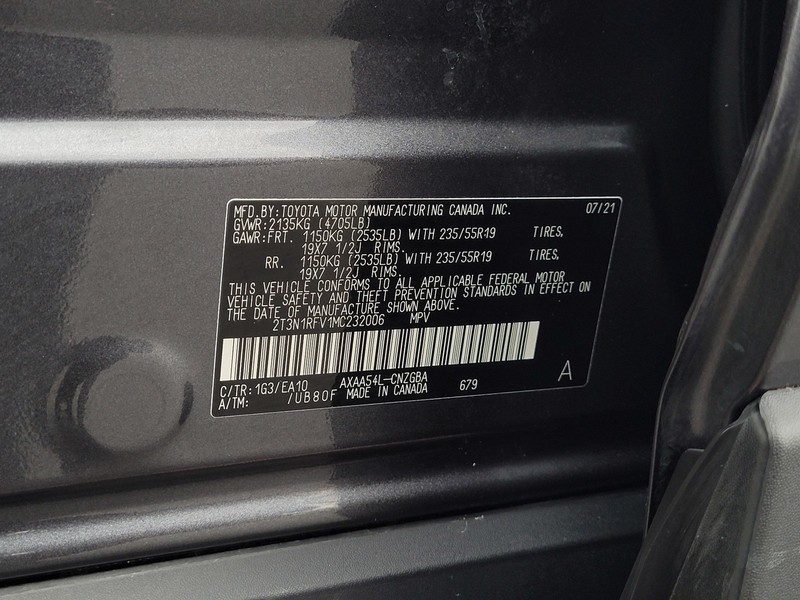 MFD.BY:TOYOTA MOTOR MANUFACTURING CANADA INC. 07/21
GVWR:2135KG (4705LB)
GAWR:FRT. 1150KG (2535LB) WITH 235/55R19 TIRES,
19X7 1/2J RIMS.
RR. 1150KG (2535LB) WITH 235/55R19 TIRES,
19X7 1/2J RIMS.
THIS VEHICLE CONFORMS TO ALL APPLICABLE FEDERAL MOTOR
VEHICLE SAFETY AND THEFT PREVENTION STANDARDS IN EFFECT ON
THE DATE OF MANUFACTURE SHOWN ABOVE.
2T3N1RFV1MC232006 MPV
C/TR:1G3/EA10 AXAA54L-CNZGBA 679 A
A/TM: /UB80F MADE IN CANADA